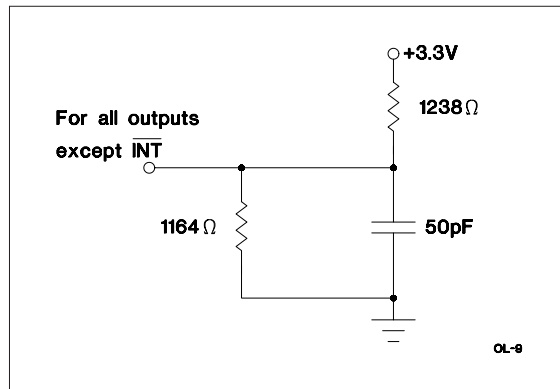 +3.3V
1238Ω
For all outputs
except INT
1164Ω
50pF
OL-9